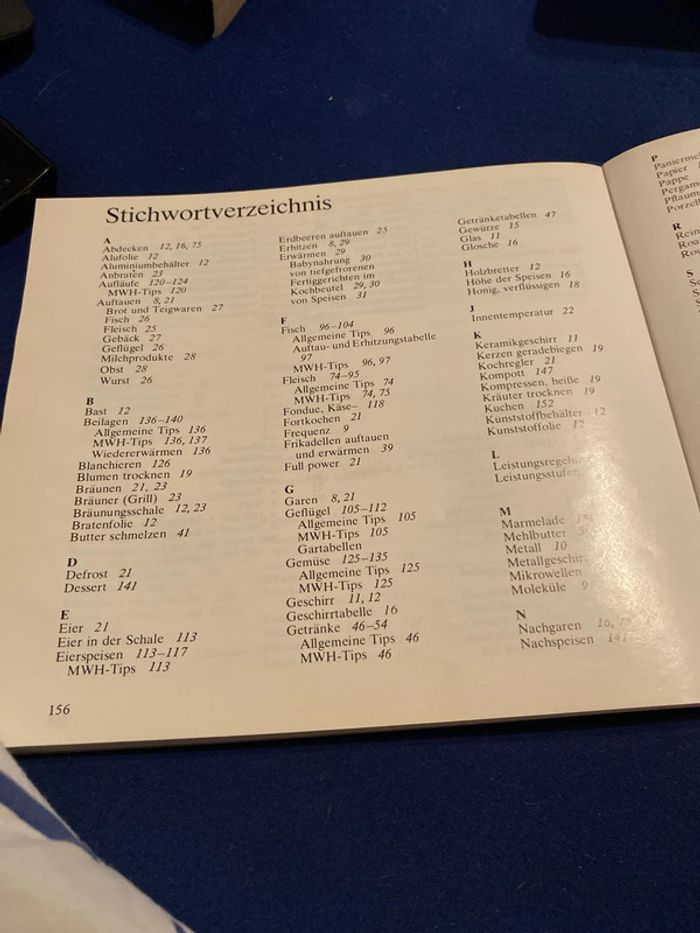 Stichwortverzeichnis
A
Abdecken 12, 16, 75
Alufolie 12
Aluminiumbehälter 12
Anbraten 23
Aufläufe 120–124
MWH-Tips 120
Auftauen 8, 21
Brot und Teigwaren 27
Fisch 26
Fleisch 25
Gebäck 27
Geflügel 26
Milchprodukte 28
Obst 28
Wurst 26
B
Bast 12
Beilagen 136–140
Allgemeine Tips 136
MWH-Tips 136, 137
Wiedererwärmen 136
Blanchieren 126
Blumen trocknen 19
Bräunen 21, 23
Bräuner (Grill) 23
Bräunungsschale 12, 23
Bratenfolie 12
Butter schmelzen 41
D
Defrost 21
Dessert 141
E
Eier 21
Eier in der Schale 113
Eierspeisen 113–117
MWH-Tips 113
Erdbeeren auftauen 25
Erhitzen 8, 29
Erwärmen 29
Babynahrung 30
von tiefgefrorenen
Fertiggerichten im
Kochbeutel 29, 30
von Speisen 31
F
Fisch 96–104
Allgemeine Tips 96
Auftau- und Erhitzungstabelle
97
MWH-Tips 96, 97
Fleisch 74–95
Allgemeine Tips 74
MWH-Tips 74, 75
Fondue, Käse– 118
Fortkochen 21
Frequenz 9
Frikadellen auftauen
und erwärmen 39
Full power 21
G
Garen 8, 21
Geflügel 105–112
Allgemeine Tips 105
MWH-Tips 105
Gartabellen
Gemüse 125–135
Allgemeine Tips 125
MWH-Tips 125
Geschirr 11, 12
Geschirrtabelle 16
Getränke 46–54
Allgemeine Tips 46
MWH-Tips 46
Getränketabellen 47
Gewürze 15
Glas 11
Glosche 16
H
Holzbretter 12
Höhe der Speisen 16
Honig, verflüssigen 18
J
Innentemperatur 22
K
Keramikgeschirr 11
Kerzen geradebiegen 19
Kochregler 21
Kompott 147
Kompressen, heiße 19
Kräuter trocknen 19
Kuchen 152
Kunststoffbehälter 12
Kunststoffolie 12
L
Leistungsstufen
M
Marmelade
Mehlbutter
Metall 10
Metallgeschirr
Mikrowellen
Moleküle 9
N
Nachgaren 16,
Nachspeisen 141
156
P
Papier
Pappe
R
S